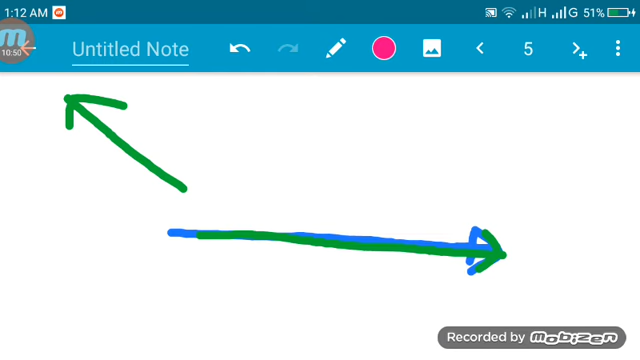 1:12 AM H G 51%
m
10:50
Untitled Note 5
Recorded by mobizen